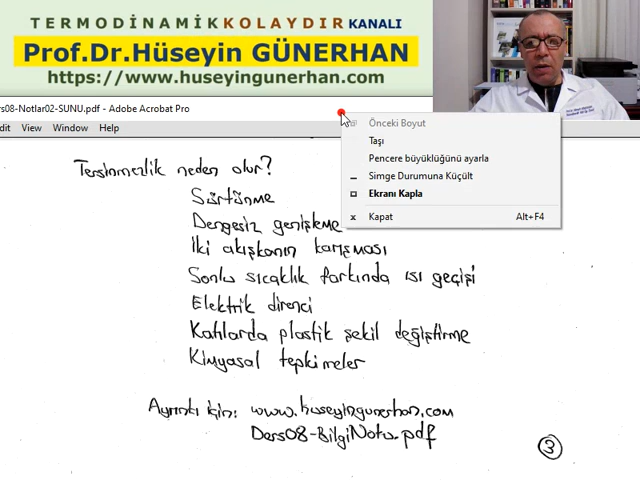 TERMODİNAMİKKOLAYDIR KANALI
Prof.Dr.Hüseyin GÜNERHAN
https://www.huseyingunerhan.com
rs08-Notlar02-SUNU.pdf - Adobe Acrobat Pro
dit View Window Help
Önceki Boyut
Taşı
Pencere büyüklüğünü ayarla
Simge Durumuna Küçült
Ekranı Kapla
Kapat Alt+F4
Tersinmezlik neden olur?
Sürtünme
Dengesiz genişleme
İki akışkanın karışması
Sonlu sıcaklık farkında ısı geçişi
Elektrik direnci
Katılarda plastik şekil değiştirme
Kimyasal tepkimeler
Ayrıntı için: www.huseyingunerhan.com
Ders08-BilgiNotu.pdf
3